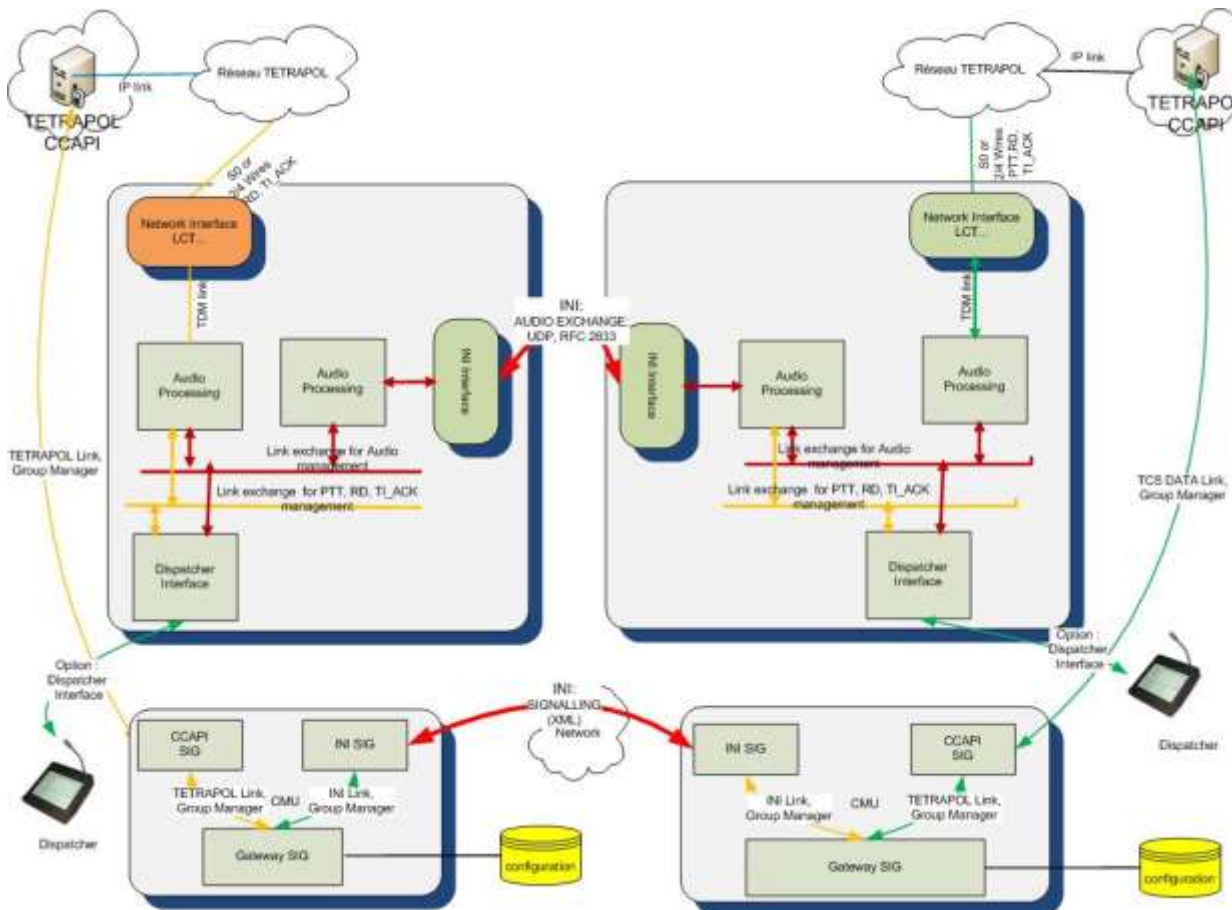 Réseau TETRAPOL
IP link
TETRAPOL
CCAPI
S0 or
2/4 Wires
RD, TI_ACK
Network Interface
LCT...
TDM link
Audio
Processing
Audio
Processing
INI Interface
Link exchange for Audio
management
Link exchange for PTT, RD, TI_ACK
management
Dispatcher
Interface
TETRAPOL Link,
Group Manager
Option :
Dispatcher
Interface
Dispatcher
INI:
AUDIO EXCHANGE
UDP, RFC 2833
Réseau TETRAPOL
IP link
TETRAPO
CCAPI
S0 or
2/4 Wires
PTT,RD,
TI_ACK
Network Interface
LCT...
TDM link
INI Interface
Audio
Processing
Audio
Processing
Link exchange for Audio
management
Link exchange for PTT, RD, TI_ACK
management
Dispatcher
Interface
TCS DATA Link,
Group Manager
Option :
Dispatcher
Interface
Dispatcher
CCAPI
SIG
INI SIG
TETRAPOL Link,
Group Manager
CMU
INI Link,
Group Manager
Gateway SIG
configuration
INI:
SIGNALLING
(XML)
Network
INI SIG
CCAPI
SIG
INI Link,
Group Manager
CMU
TETRAPOL Link,
Group Manager
Gateway SIG
configuration